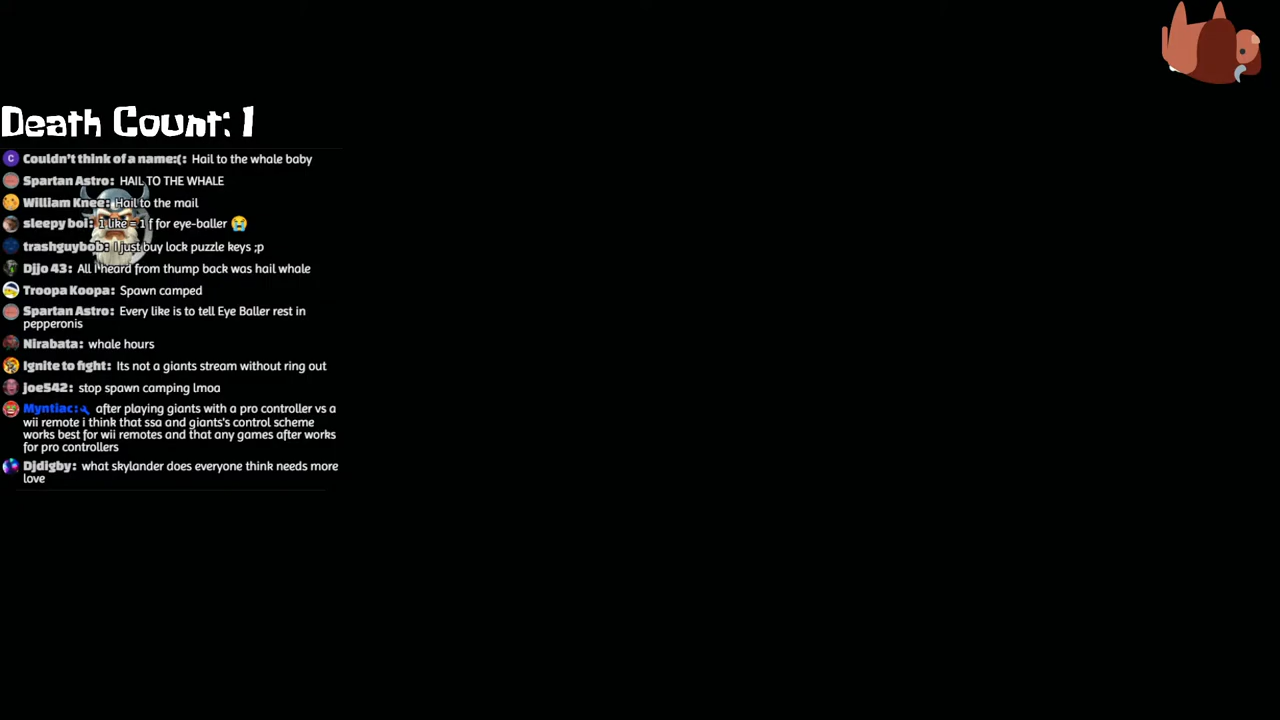 Death Count: 1
C
Couldn't think of a name:(: Hail to the whale baby
Spartan Astro: HAIL TO THE WHALE
William Knee: Hail to the mail
sleepy boi: 1 like = 1 f for eye-baller 😭
trashguybob: I just buy lock puzzle keys ;p
Djjo 43: All i heard from thump back was hail whale
Troopa Koopa: Spawn camped
Spartan Astro: Every like is to tell Eye Baller rest in
pepperonis
Nirabata: whale hours
Ignite to fight: Its not a giants stream without ring out
joe542: stop spawn camping lmoa
Myntiac: after playing giants with a pro controller vs a
wii remote i think that ssa and giants's control scheme
works best for wii remotes and that any games after works
for pro controllers
Djdigby: what skylander does everyone think needs more
love